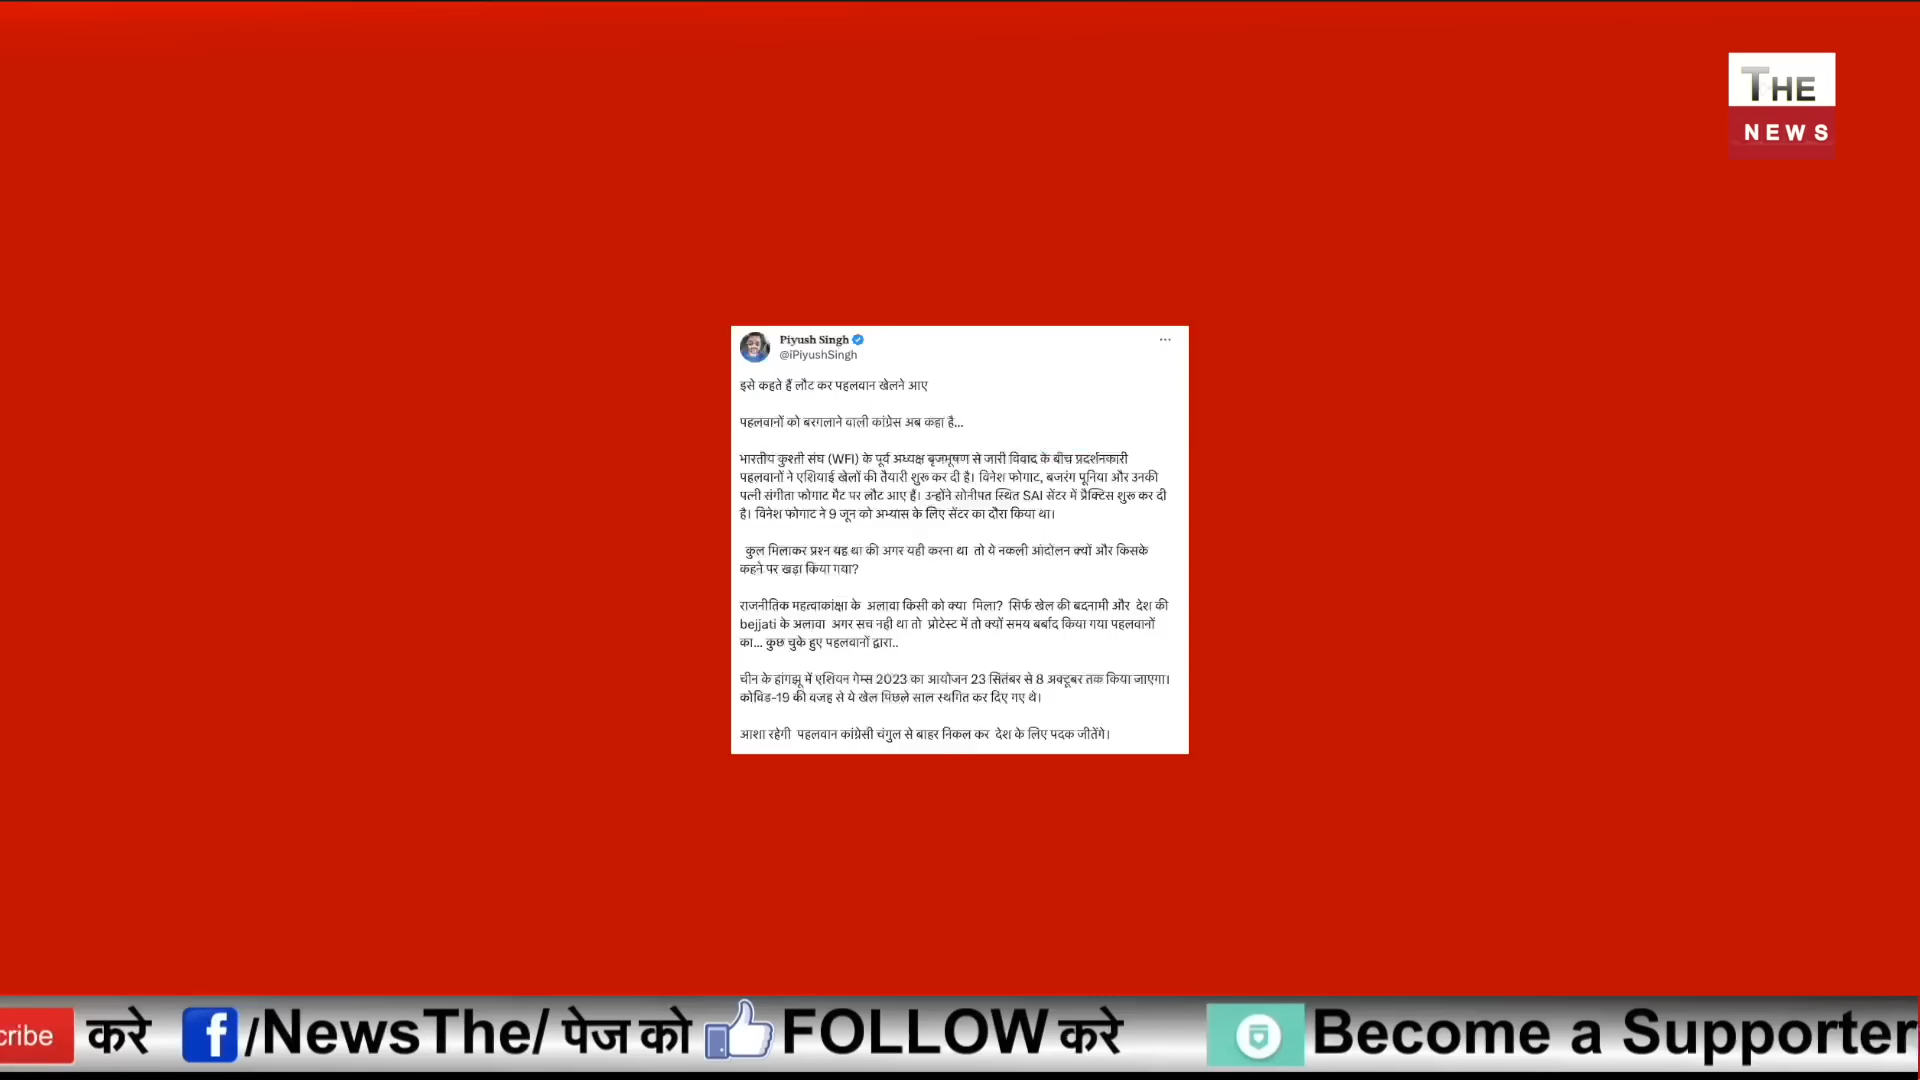 THE
NEWS
Piyush Singh
@iPiyushSingh
इसे कहते हैं लौट कर पहलवान खेलने आए
पहलवानों को बरगलाने वाली कांग्रेस अब कहा है...
भारतीय कुश्ती संघ (WFI) के पूर्व अध्यक्ष बृजभूषण से जारी विवाद के बीच प्रदर्शनकारी
पहलवानों ने एशियाई खेलों की तैयारी शुरू कर दी है। विनेश फोगाट, बजरंग पूनिया और उनकी
पत्नी संगीता फोगाट मैट पर लौट आए हैं। उन्होंने सोनीपत स्थित SAI सेंटर में प्रैक्टिस शुरू कर दी
है। विनेश फोगाट ने 9 जून को अभ्यास के लिए सेंटर का दौरा किया था।
कुल मिलाकर प्रश्न यह था की अगर यही करना था तो ये नकली आंदोलन क्यों और किसके
कहने पर खड़ा किया गया?
राजनीतिक महत्वाकांक्षा के अलावा किसी को क्या मिला? सिर्फ खेल की बदनामी और देश की
bejjati के अलावा अगर सच नही था तो प्रोटेस्ट में तो क्यों समय बर्बाद किया गया पहलवानों
का... कुछ चुके हुए पहलवानों द्वारा..
चीन के हांगझू में एशियन गेम्स 2023 का आयोजन 23 सितंबर से 8 अक्टूबर तक किया जाएगा।
कोविड-19 की वजह से ये खेल पिछले साल स्थगित कर दिए गए थे।
आशा रहेगी पहलवान कांग्रेसी चंगुल से बाहर निकल कर देश के लिए पदक जीतेंगे।
cribe करे f/NewsThe/ पेज को FOLLOW करे Become a Supporter